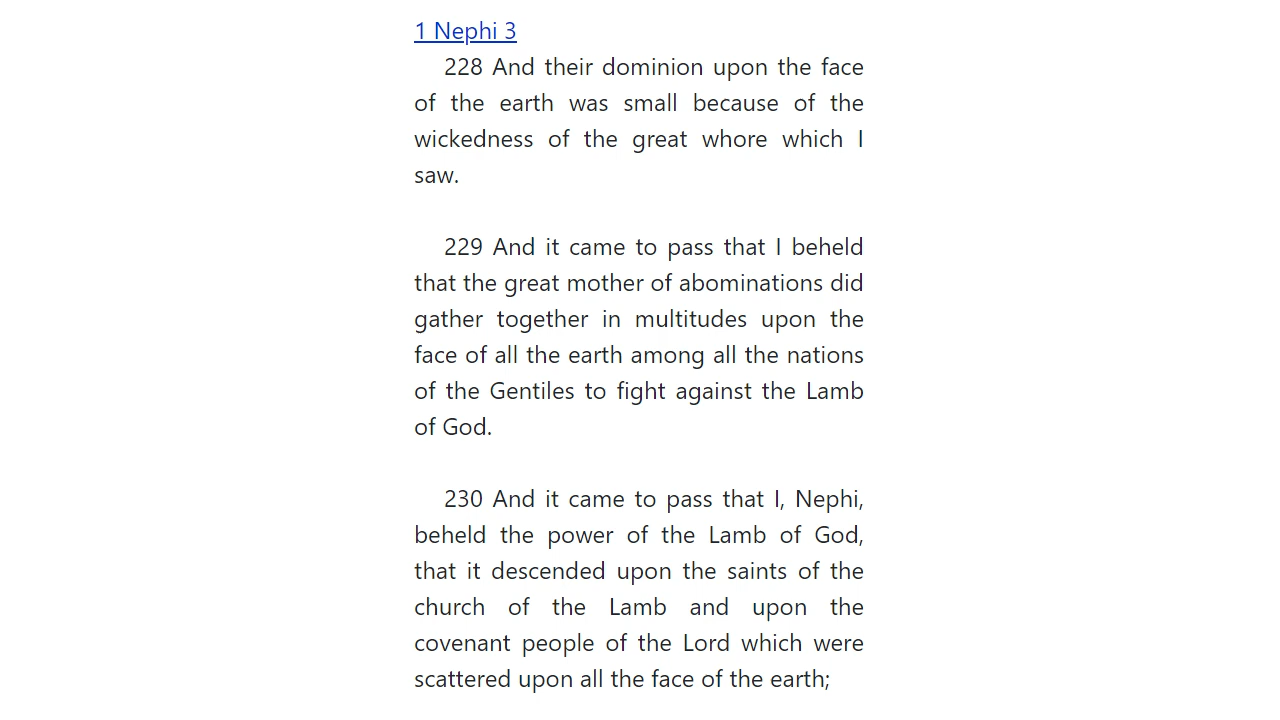 1 Nephi 3
228 And their dominion upon the face
of the earth was small because of the
wickedness of the great whore which I
saw.
229 And it came to pass that I beheld
that the great mother of abominations did
gather together in multitudes upon the
face of all the earth among all the nations
of the Gentiles to fight against the Lamb
of God.
230 And it came to pass that I, Nephi,
beheld the power of the Lamb of God,
that it descended upon the saints of the
church of the Lamb and upon the
covenant people of the Lord which were
scattered upon all the face of the earth;